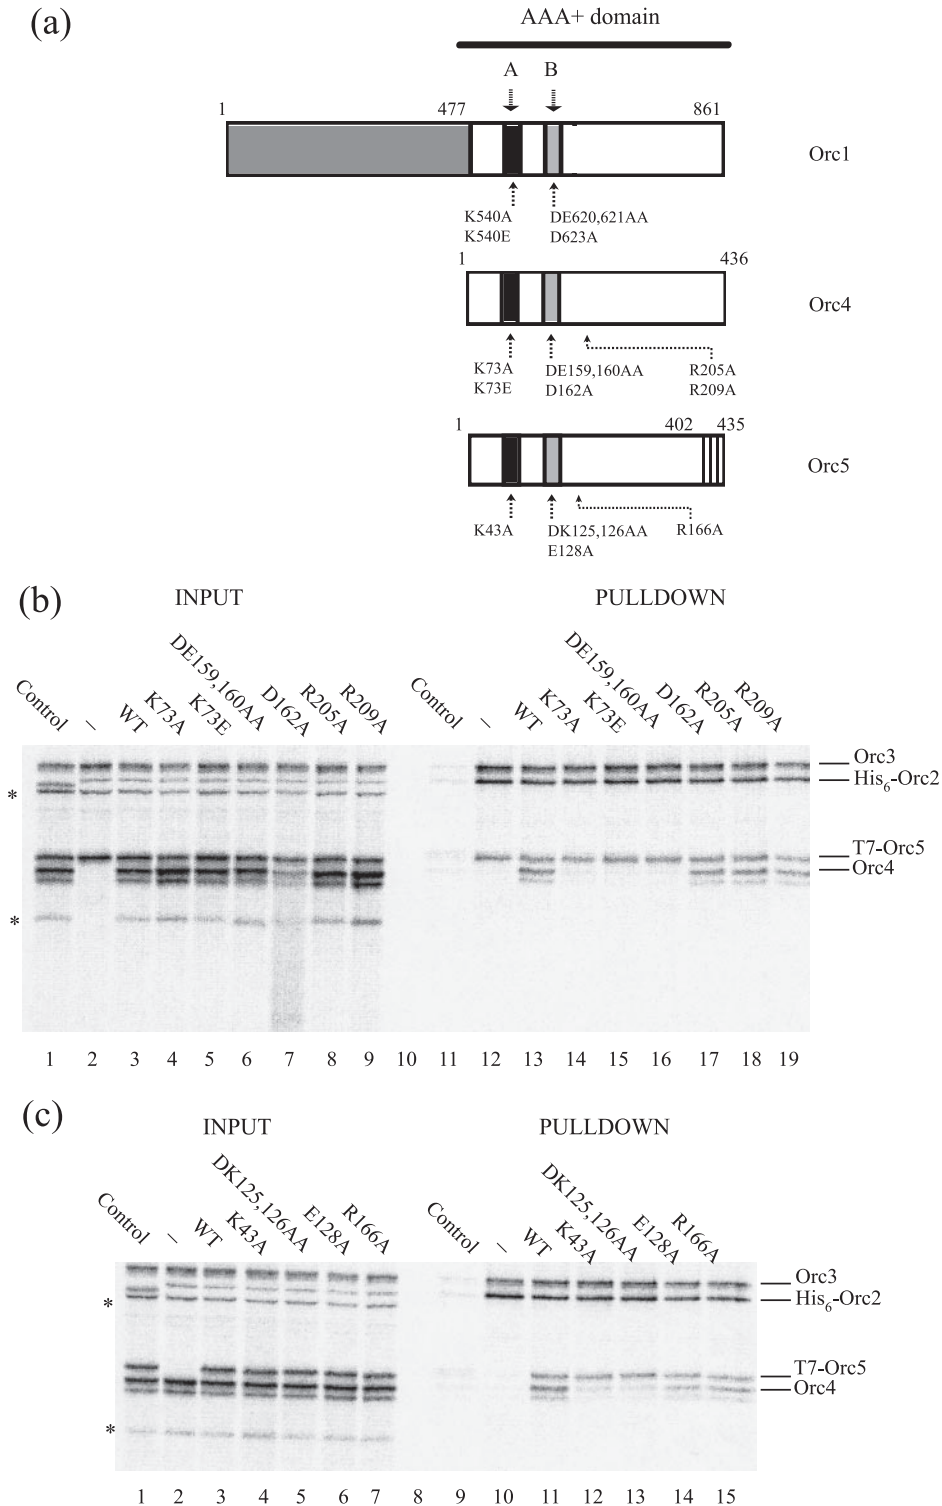 (a)
AAA+ domain
A B
1 477 861
Orc1
K540A DE620,621AA
K540E D623A
1 436
Orc4
K73A DE159,160AA R205A
K73E D162A R209A
1 402 435
Orc5
K43A DK125,126AA R166A
E128A
(b)
INPUT PULLDOWN
Control – WT K73A K73E DE159,160AA D162A R205A R209A Control – WT K73A K73E DE159,160AA D162A R205A R209A
Orc3
* His6-Orc2
T7-Orc5
Orc4
*
1 2 3 4 5 6 7 8 9 10 11 12 13 14 15 16 17 18 19
(c)
INPUT PULLDOWN
Control – WT K43A DK125,126AA E128A R166A Control – WT K43A DK125,126AA E128A R166A
Orc3
* His6-Orc2
T7-Orc5
Orc4
*
1 2 3 4 5 6 7 8 9 10 11 12 13 14 15